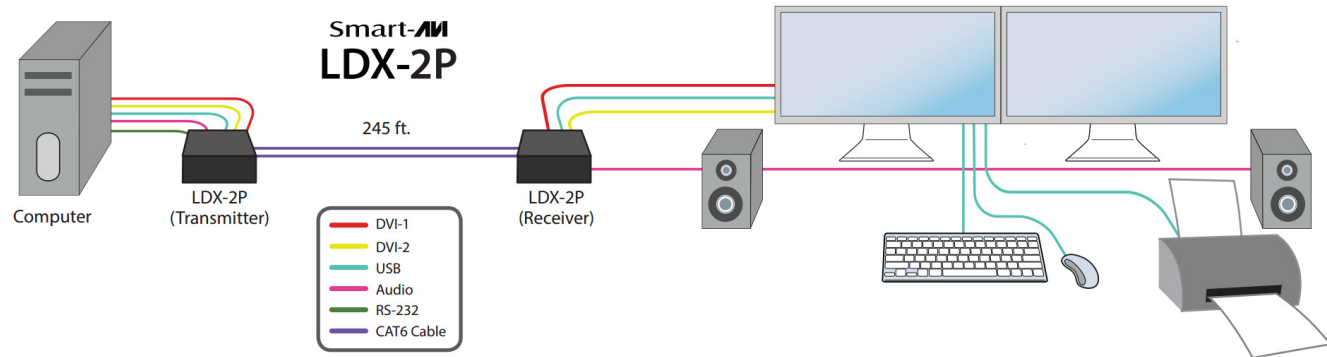 Smart-AVI
LDX-2P
245 ft.
Computer
LDX-2P
(Transmitter)
LDX-2P
(Receiver)
DVI-1
DVI-2
USB
Audio
RS-232
CAT6 Cable